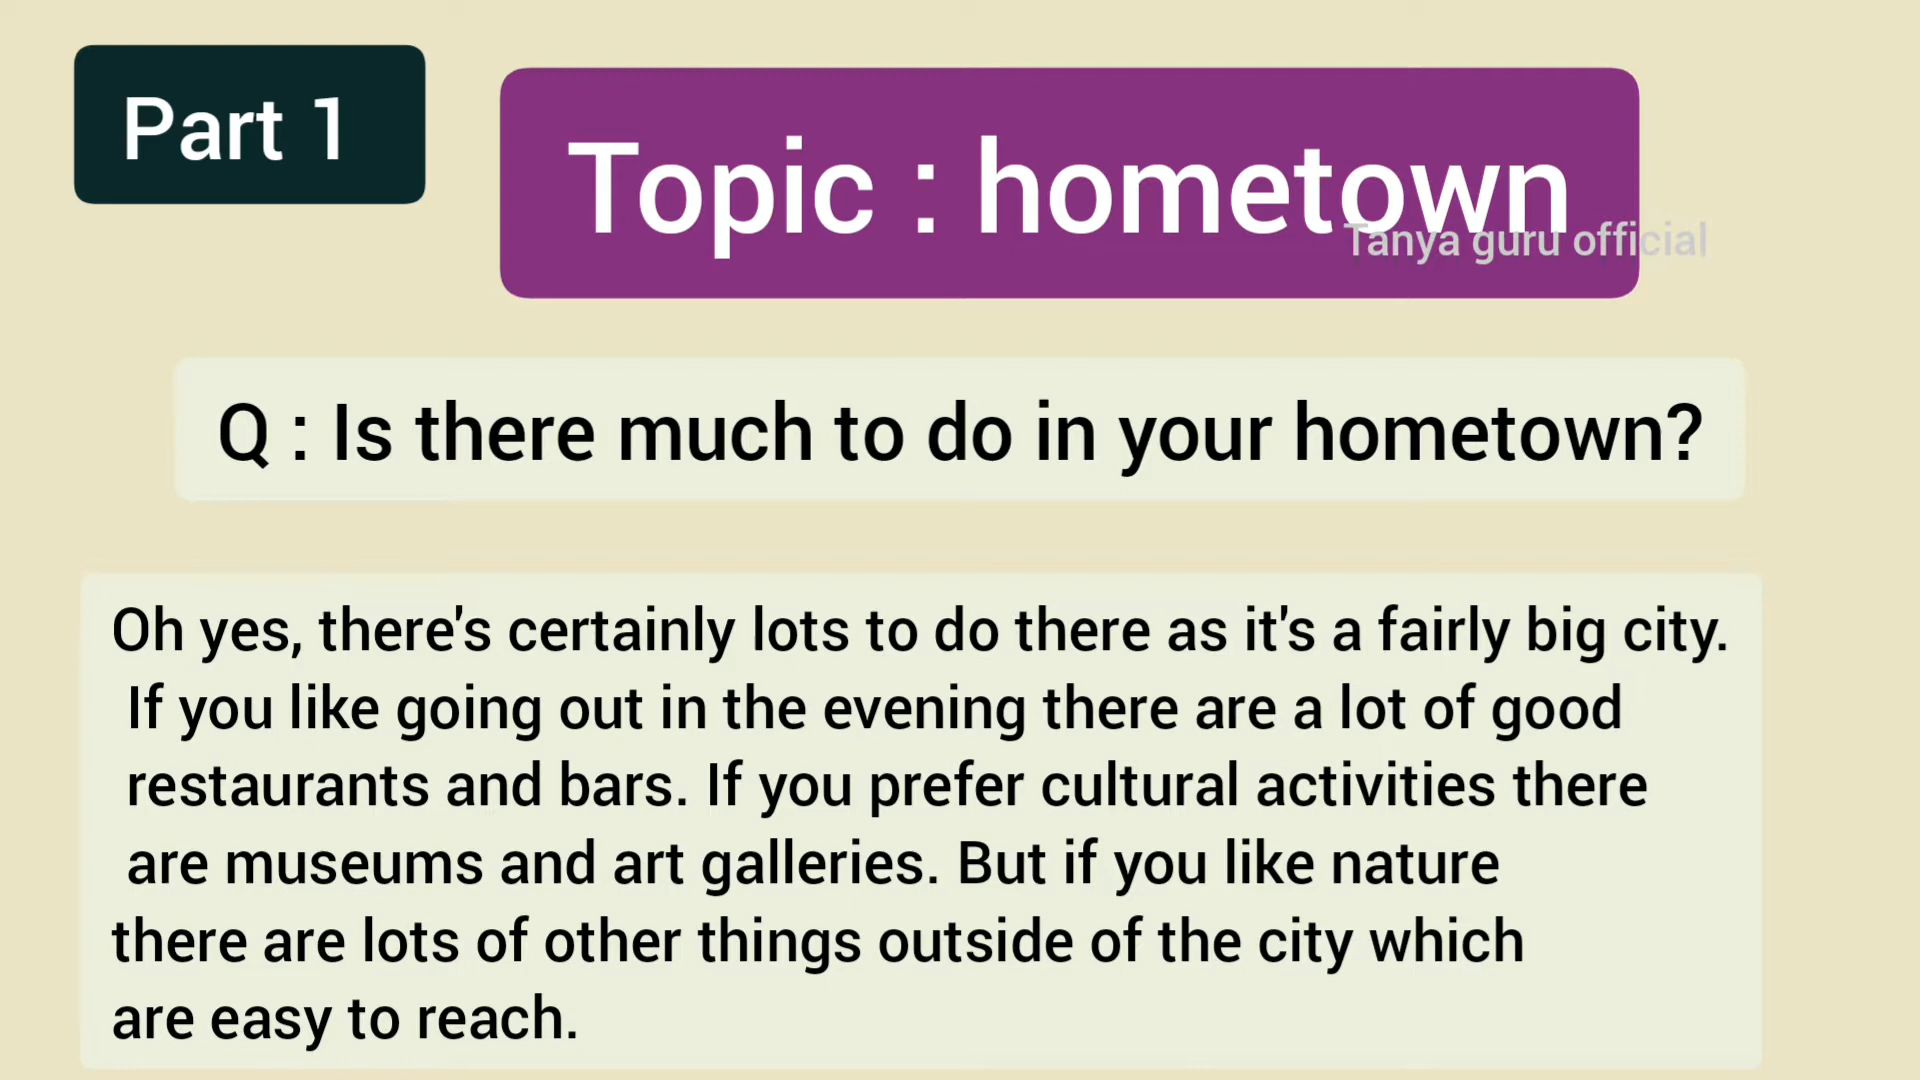 Part 1
Topic : hometown
Tanya guru official
Q : Is there much to do in your hometown?
Oh yes, there's certainly lots to do there as it's a fairly big city.
If you like going out in the evening there are a lot of good
restaurants and bars. If you prefer cultural activities there
are museums and art galleries. But if you like nature
there are lots of other things outside of the city which
are easy to reach.